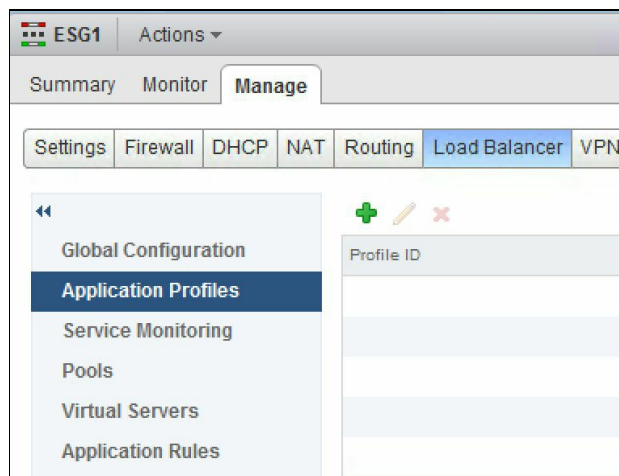 ESG1 Actions
Summary Monitor Manage
Settings Firewall DHCP NAT Routing Load Balancer VPN
Global Configuration
Profile ID
Application Profiles
Service Monitoring
Pools
Virtual Servers
Application Rules